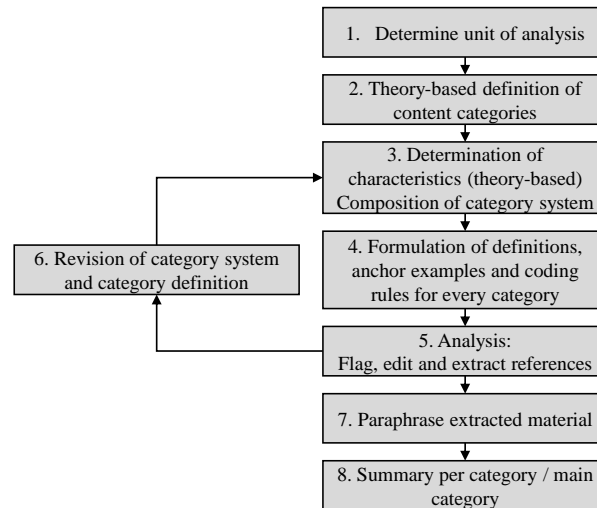 1. Determine unit of analysis
2. Theory-based definition of
content categories
3. Determination of
characteristics (theory-based)
Composition of category system
4. Formulation of definitions,
anchor examples and coding
rules for every category
6. Revision of category system
and category definition
5. Analysis:
Flag, edit and extract references
7. Paraphrase extracted material
8. Summary per category / main
category